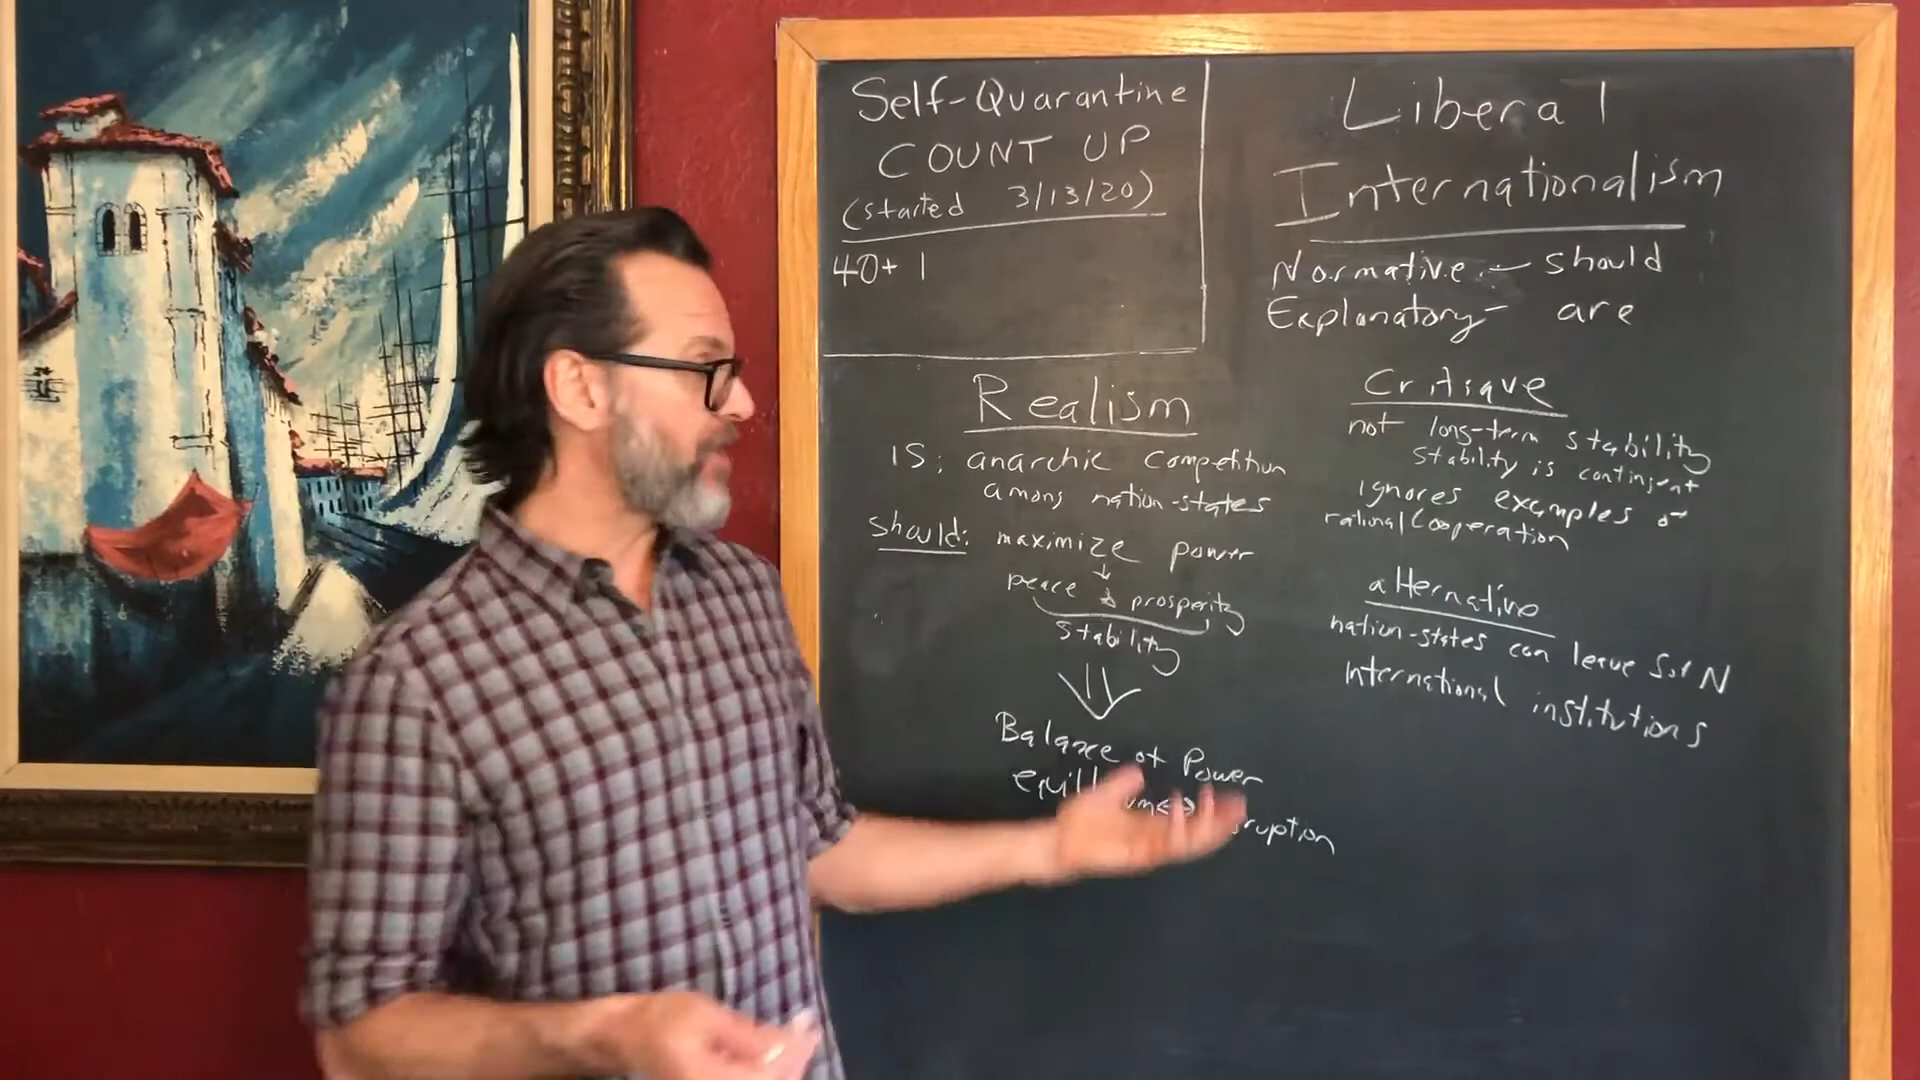 Self-Quarantine
COUNT UP
(started 3/13/20)
40+ 1
Realism
IS: anarchic competition
among nation-states
should: maximize power
peace & prosperity
stability
Balance of Power
Liberal
Internationalism
Normative - should
Explanatory - are
Critique
not long-term stability
stability is contingent
ignores examples of
rational cooperation
alternative
nation-states can leave SofN
International institutions